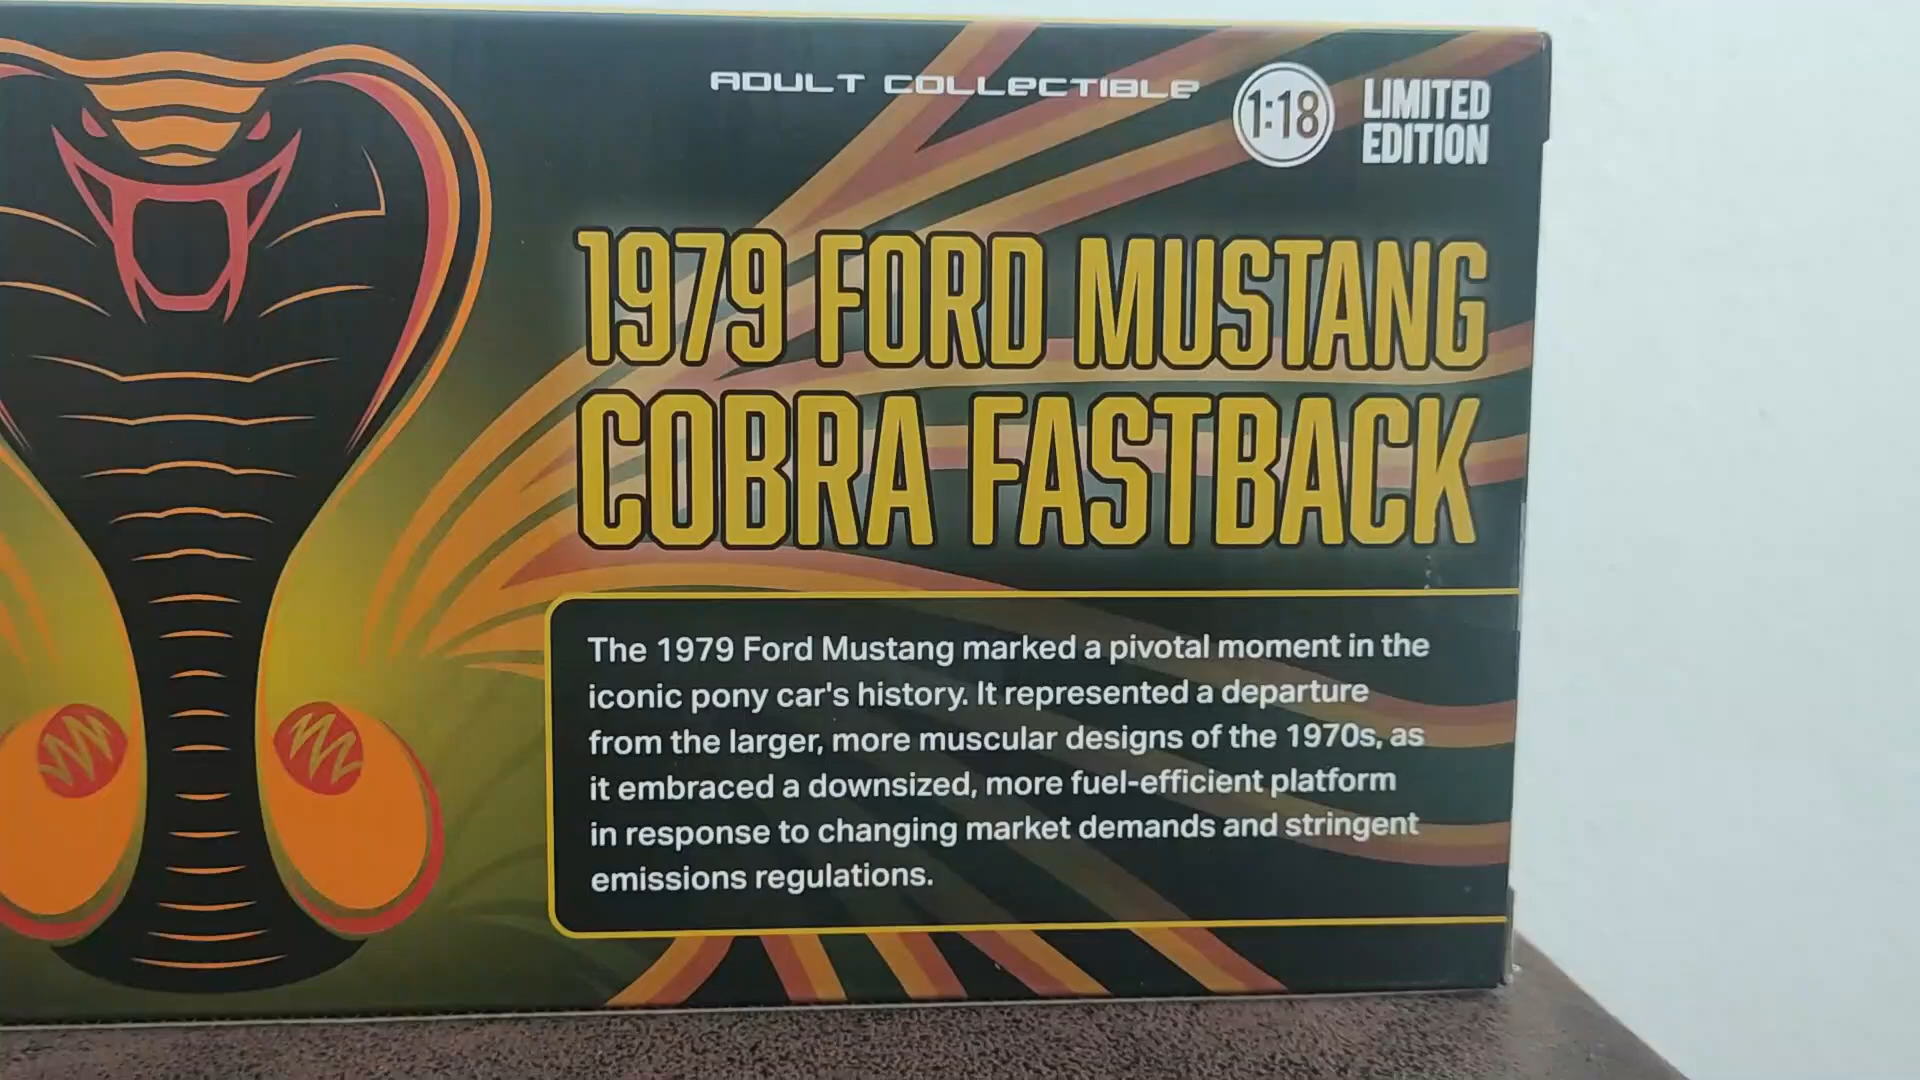 ADULT COLLECTIBLE
1:18
LIMITED
EDITION
1979 FORD MUSTANG
COBRA FASTBACK
The 1979 Ford Mustang marked a pivotal moment in the
iconic pony car's history. It represented a departure
from the larger, more muscular designs of the 1970s, as
it embraced a downsized, more fuel-efficient platform
in response to changing market demands and stringent
emissions regulations.